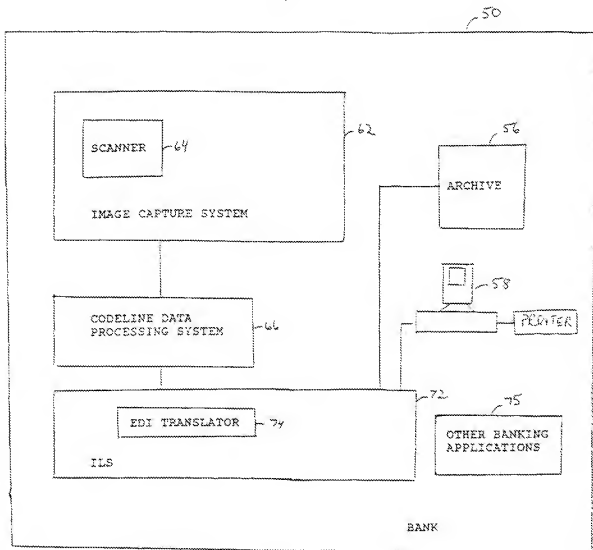 50
SCANNER
64
62
IMAGE CAPTURE SYSTEM
56
ARCHIVE
58
PRINTER
CODELINE DATA
PROCESSING SYSTEM
66
72
EDI TRANSLATOR
74
ILS
75
OTHER BANKING
APPLICATIONS
BANK